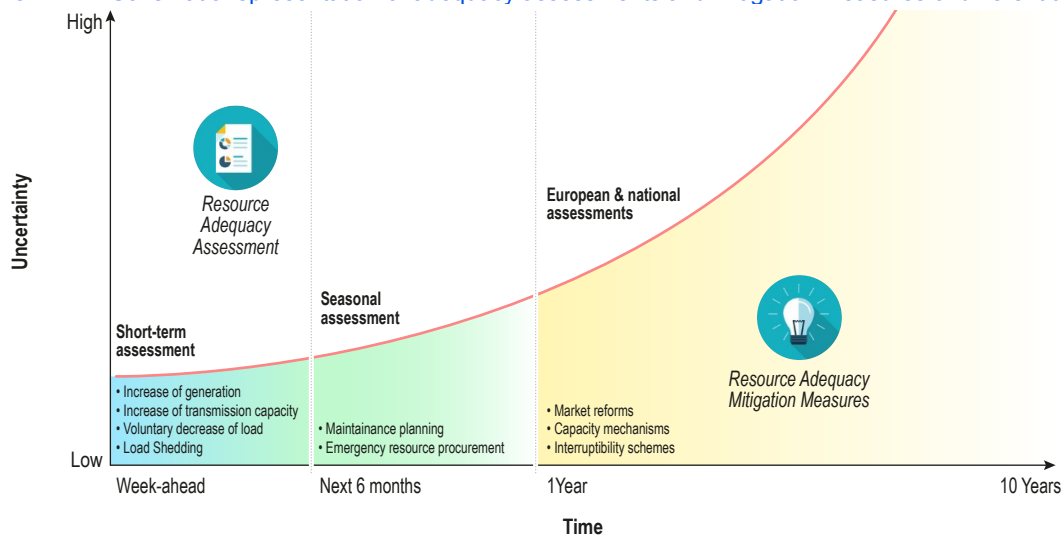 High
Uncertainty
Low
Resource
Adequacy
Assessment
Short-term
assessment
• Increase of generation
• Increase of transmission capacity
• Voluntary decrease of load
• Load Shedding
Seasonal
assessment
• Maintainance planning
• Emergency resource procurement
European & national
assessments
• Market reforms
• Capacity mechanisms
• Interruptibility schemes
Resource Adequacy
Mitigation Measures
Week-ahead
Next 6 months
1Year
10 Years
Time